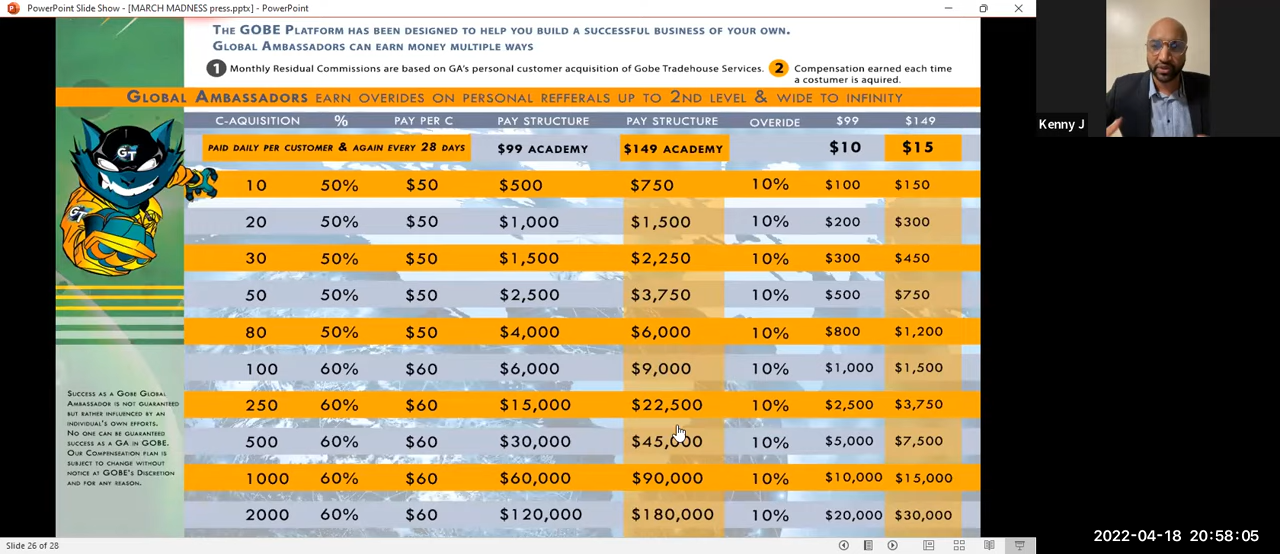 PowerPoint Slide Show - [MARCH MADNESS press.pptx] - PowerPoint
THE GOBE PLATFORM HAS BEEN DESIGNED TO HELP YOU BUILD A SUCCESSFUL BUSINESS OF YOUR OWN.
GLOBAL AMBASSADORS CAN EARN MONEY MULTIPLE WAYS
1 Monthly Residual Commissions are based on GA's personal customer acquisition of Gobe Tradehouse Services. 2 Compensation earned each time
a costumer is aquired.
GLOBAL AMBASSADORS EARN OVERIDES ON PERSONAL REFFERALS UP TO 2ND LEVEL & WIDE TO INFINITY
C-AQUISITION % PAY PER C PAY STRUCTURE PAY STRUCTURE OVERIDE $99 $149
PAID DAILY PER CUSTOMER & AGAIN EVERY 28 DAYS $99 ACADEMY $149 ACADEMY $10 $15
10 50% $50 $500 $750 10% $100 $150
20 50% $50 $1,000 $1,500 10% $200 $300
30 50% $50 $1,500 $2,250 10% $300 $450
50 50% $50 $2,500 $3,750 10% $500 $750
80 50% $50 $4,000 $6,000 10% $800 $1,200
100 60% $60 $6,000 $9,000 10% $1,000 $1,500
250 60% $60 $15,000 $22,500 10% $2,500 $3,750
500 60% $60 $30,000 $45,000 10% $5,000 $7,500
1000 60% $60 $60,000 $90,000 10% $10,000 $15,000
2000 60% $60 $120,000 $180,000 10% $20,000 $30,000
GT
GT
SUCCESS AS A GOBE GLOBAL
AMBASSADOR IS NOT GUARANTEED
BUT RATHER INFLUENCED BY AN
INDIVIDUAL'S OWN EFFORTS.
NO ONE CAN BE GUARANTEED
SUCCESS AS A GA IN GOBE.
OUR COMPENSATION PLAN IS
SUBJECT TO CHANGE WITHOUT
NOTICE AT GOBE'S DISCRETION
AND FOR ANY REASON.
Kenny J
Slide 26 of 28
2022-04-18 20:58:05